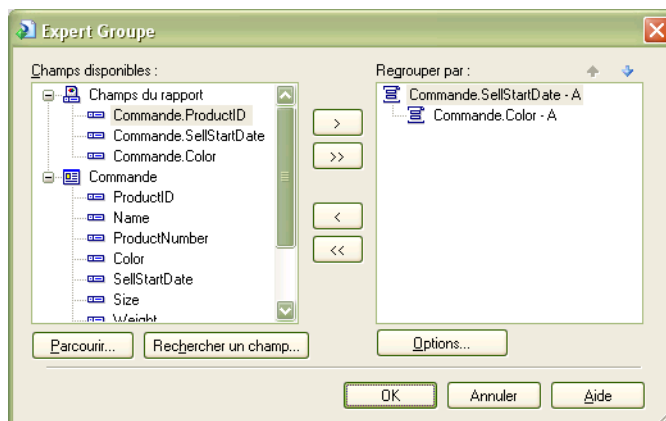 Expert Groupe
Champs disponibles :
Regrouper par :
Champs du rapport
Commande.ProductID
Commande.SellStartDate
Commande.Color
Commande
ProductID
Name
ProductNumber
Color
SellStartDate
Size
Weight
>
>>
<
<<
Commande.SellStartDate - A
Commande.Color - A
Parcourir...
Rechercher un champ...
Options...
OK
Annuler
Aide